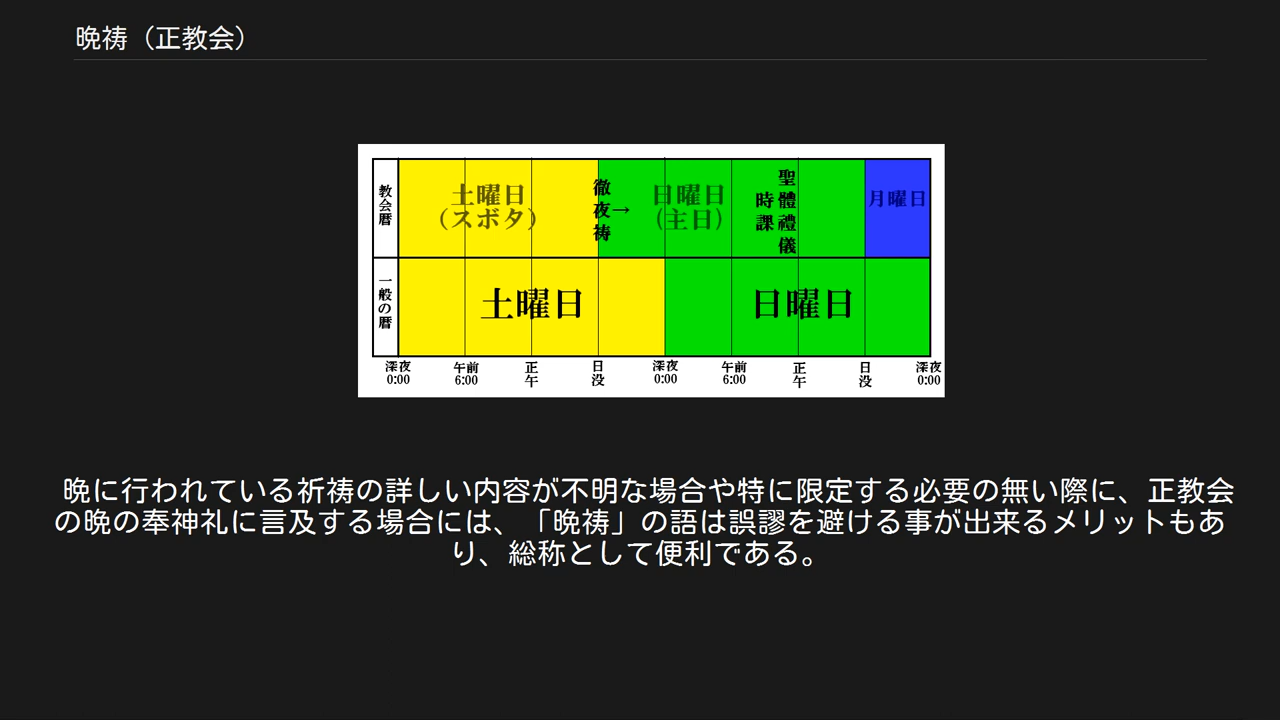 晩祷（正教会）
教会暦
土曜日
（スボタ）
徹夜祷→
日曜日
（主日）
時課
聖體禮儀
月曜日
一般の暦
土曜日
日曜日
深夜 0:00
午前 6:00
正午
日没
深夜 0:00
午前 6:00
正午
日没
深夜 0:00
晩に行われている祈祷の詳しい内容が不明な場合や特に限定する必要の無い際に、正教会
の晩の奉神礼に言及する場合には、「晩祷」の語は誤謬を避ける事が出来るメリットもあ
り、総称として便利である。